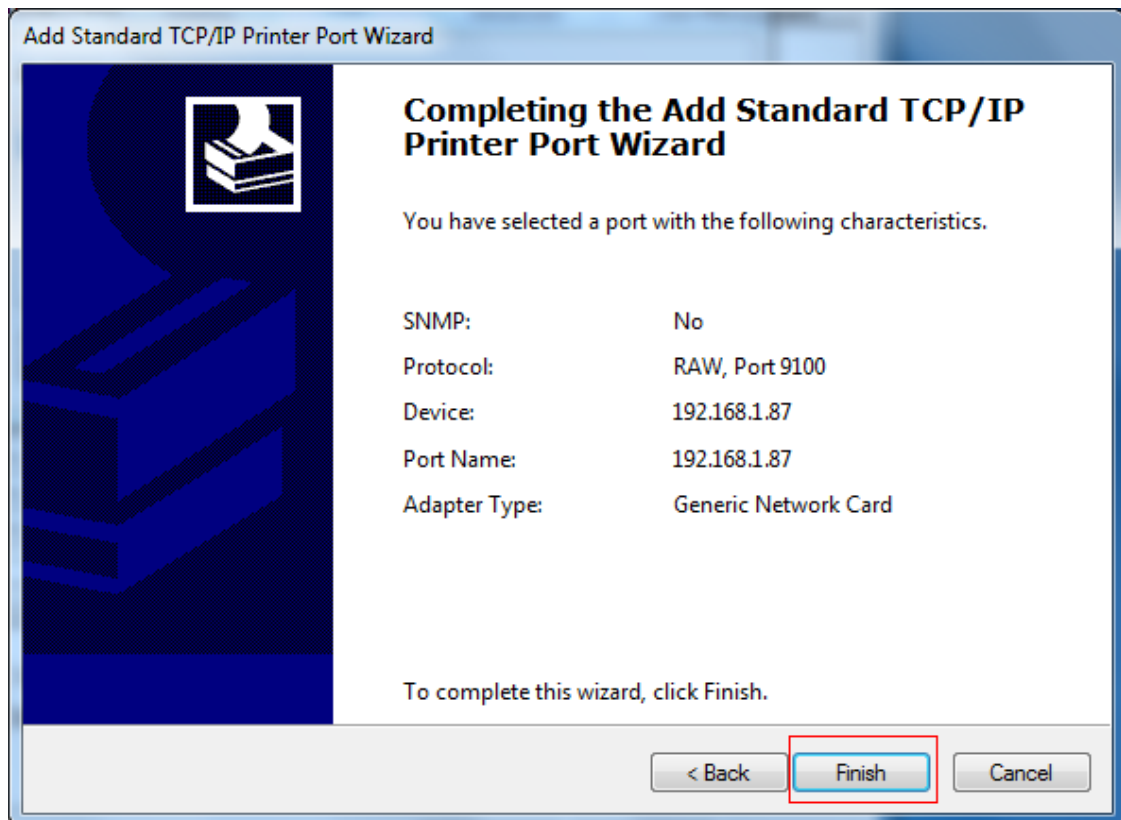 Add Standard TCP/IP Printer Port Wizard
Completing the Add Standard TCP/IP
Printer Port Wizard
You have selected a port with the following characteristics.
SNMP: No
Protocol: RAW, Port 9100
Device: 192.168.1.87
Port Name: 192.168.1.87
Adapter Type: Generic Network Card
To complete this wizard, click Finish.
< Back Finish Cancel